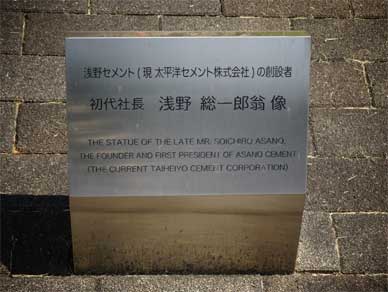 浅野セメント(現 太平洋セメント株式会社)の創設者
初代社長 浅野 総一郎翁 像
THE STATUE OF THE LATE MR. SOICHIRO ASANO,
THE FOUNDER AND FIRST PRESIDENT OF ASANO CEMENT
(THE CURRENT TAIHEIYO CEMENT CORPORATION)